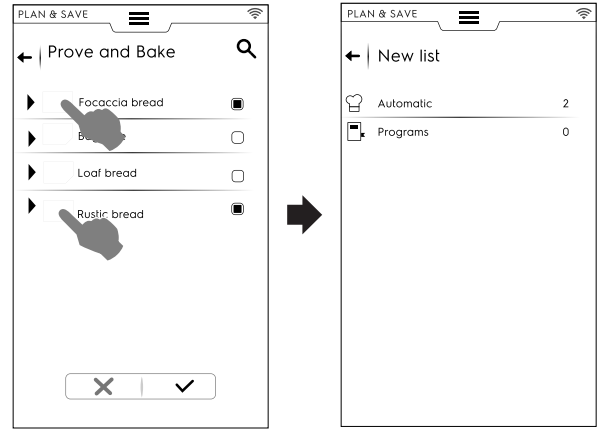 PLAN & SAVE
Prove and Bake
Focaccia bread
Loaf bread
Rustic bread
PLAN & SAVE
New list
Automatic 2
Programs 0